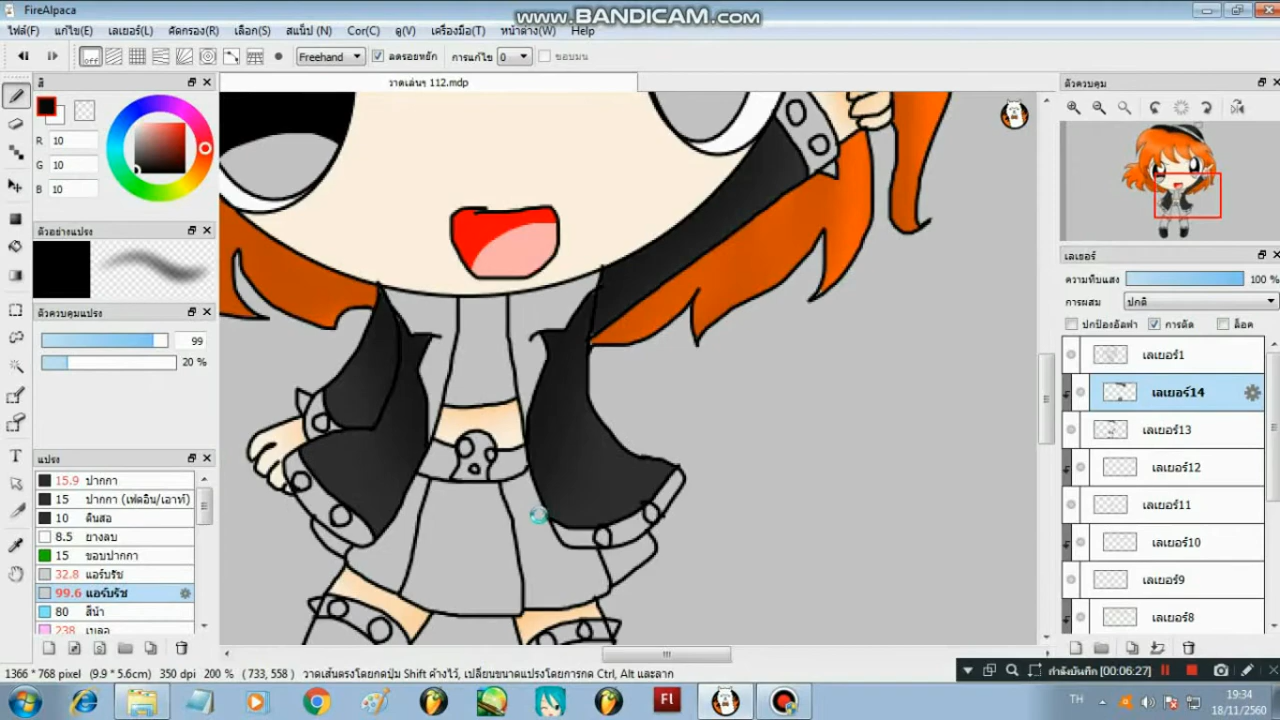 FireAlpaca
www.BANDICAM.com
ไฟล์(F) แก้ไข(E) เลเยอร์(L) คัดกรอง(R) เลือก(S) สแน็ป (N) Cor(C) ดู(V) เครื่องมือ(T) หน้าต่าง(W) Help
off Freehand ลดรอยหยัก การแก้ไข 0 ขอบมน
สี
วาดเล่นๆ 112.mdp
ตัวควบคุม
R 10
G 10
B 10
ตัวอย่างแปรง
ตัวควบคุมแปรง
99
20 %
เลเยอร์
ความทึบแสง 100 %
การผสม ปกติ
ปกป้องอัลฟา การตัด ล็อค
เลเยอร์1
เลเยอร์14
เลเยอร์13
เลเยอร์12
เลเยอร์11
เลเยอร์10
เลเยอร์9
เลเยอร์8
แปรง
15.9 ปากกา
15 ปากกา (เฟดอิน/เอาท์)
10 ดินสอ
8.5 ยางลบ
15 ขอบปากกา
32.8 แอร์บรัช
99.6 แอร์บรัช
80 สีน้ำ
238 เบลอ
1366 * 768 pixel (9.9 * 5.6cm) 350 dpi 200 % (733, 558) วาดเส้นตรงโดยกดปุ่ม Shift ค้างไว้, เปลี่ยนขนาดแปรงโดยการกด Ctrl, Alt และลาก
กำลังบันทึก [00:06:27]
Fl
TH
19:34
18/11/2560